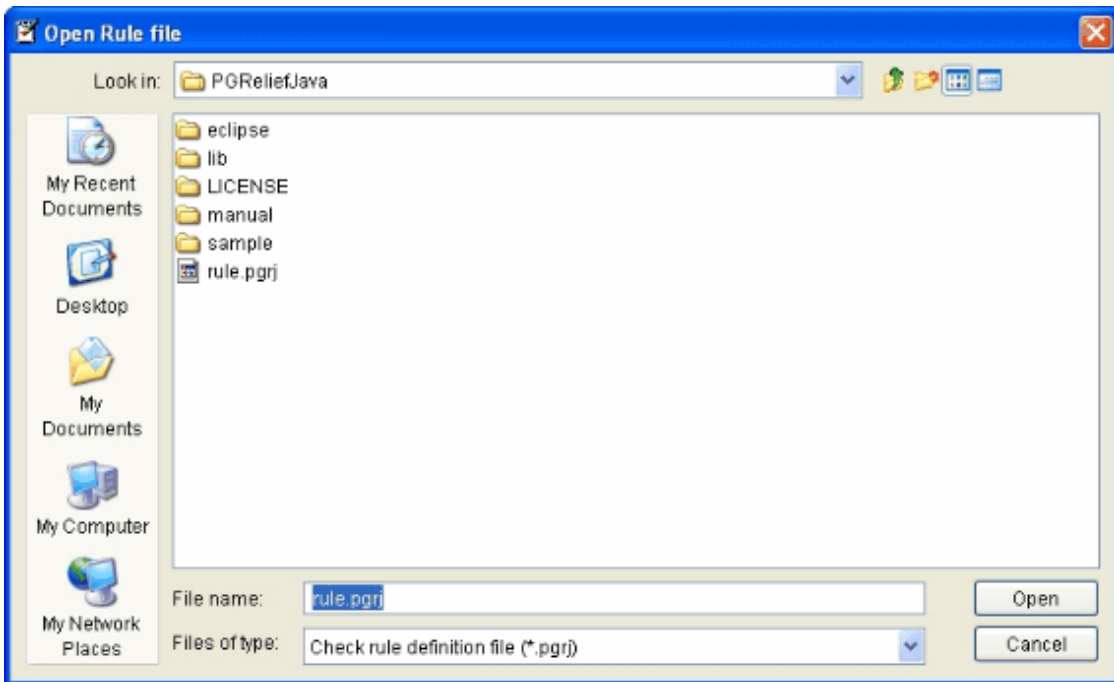 Open Rule file
Look in: PGReliefJava
eclipse
lib
LICENSE
manual
sample
rule.pgrj
My Recent
Documents
Desktop
My
Documents
My Computer
My Network
Places
File name: rule.pgrj
Open
Files of type: Check rule definition file (*.pgrj)
Cancel